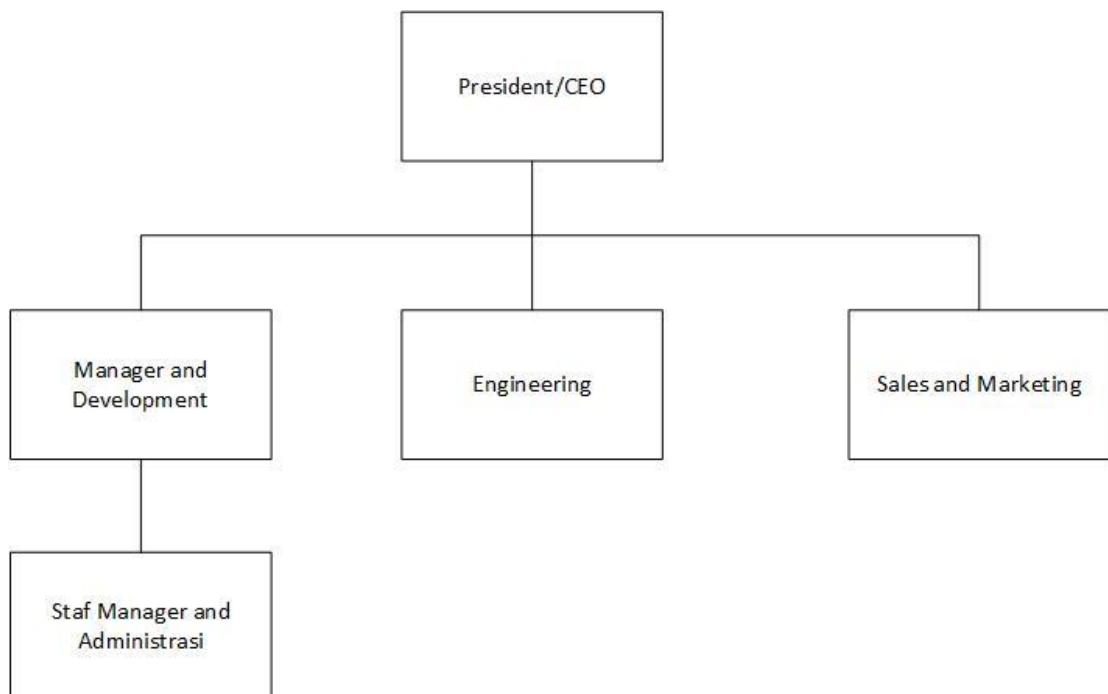 President/CEO
Manager and
Development
Engineering
Sales and Marketing
Staf Manager and
Administrasi